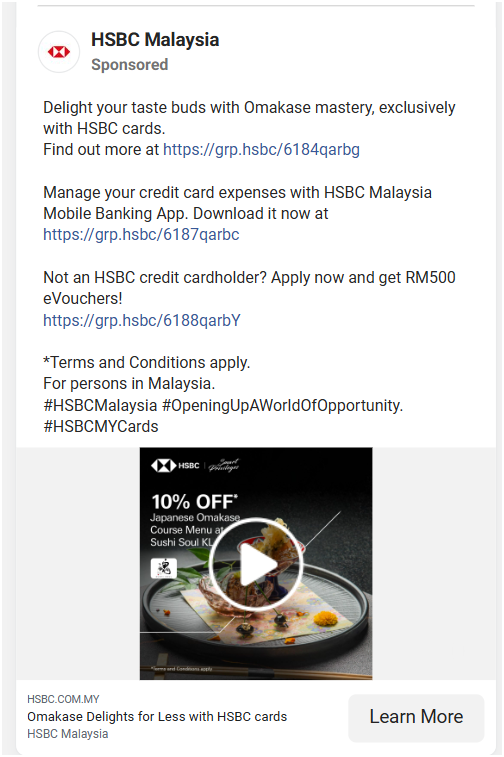 HSBC Malaysia
Sponsored
Delight your taste buds with Omakase mastery, exclusively
with HSBC cards.
Find out more at https://grp.hsbc/6184qarbg
Manage your credit card expenses with HSBC Malaysia
Mobile Banking App. Download it now at
https://grp.hsbc/6187qarbc
Not an HSBC credit cardholder? Apply now and get RM500
eVouchers!
https://grp.hsbc/6188qarbY
*Terms and Conditions apply.
For persons in Malaysia.
#HSBCMalaysia #OpeningUpAWorldOfOpportunity.
#HSBCMYCards
HSBC | Smart Privileges
10% OFF*
Japanese Omakase
Course Menu at
Sushi Soul KL
*Terms and Conditions apply
HSBC.COM.MY
Omakase Delights for Less with HSBC cards
HSBC Malaysia
Learn More